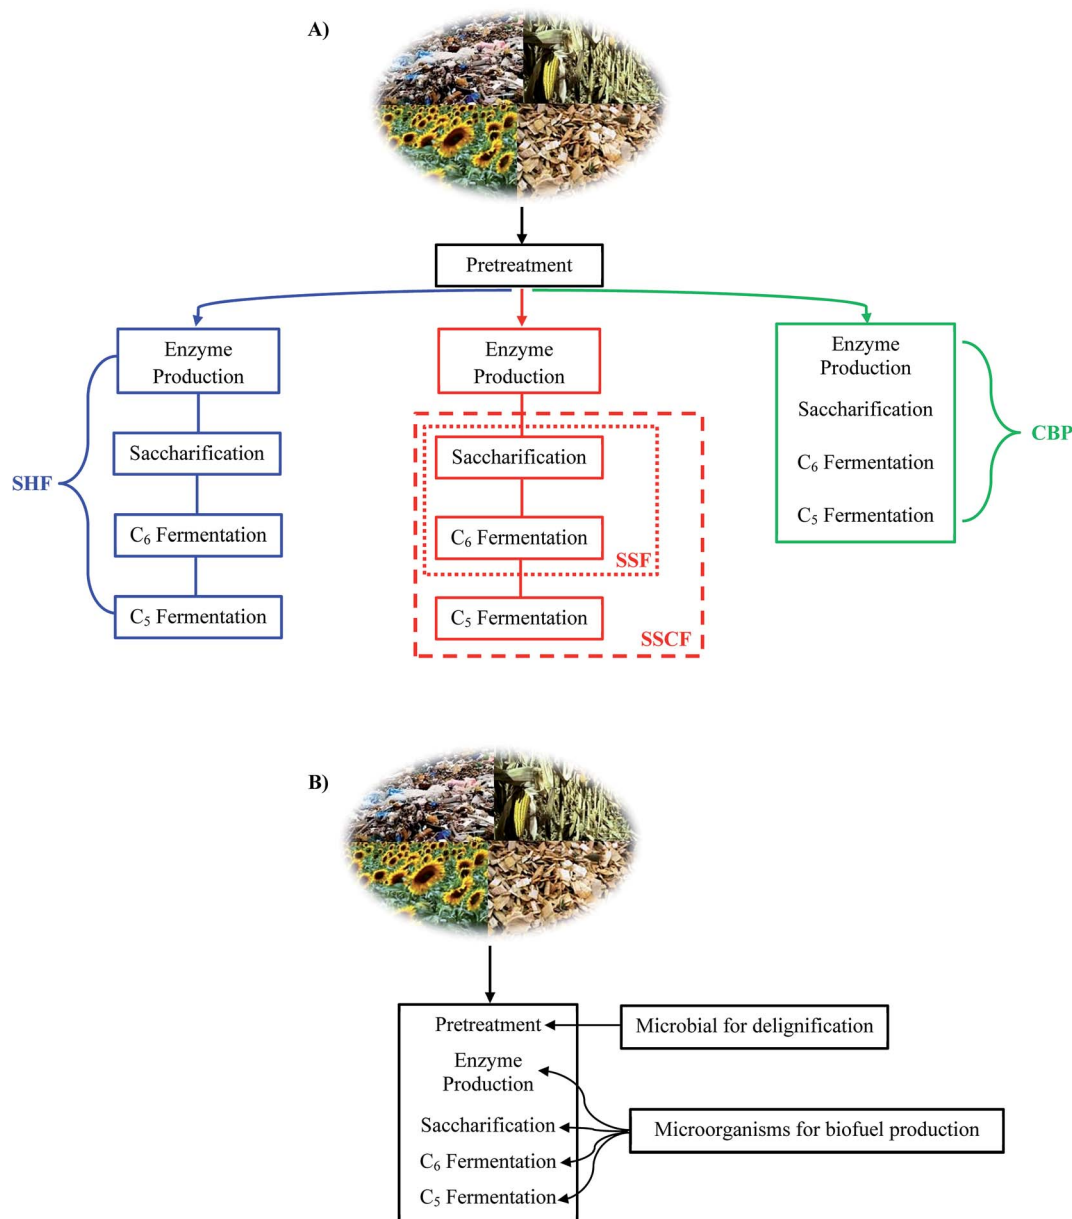 A)
Pretreatment
Enzyme
Production
Saccharification
C₆ Fermentation
C₅ Fermentation
SHF
Enzyme
Production
Saccharification
C₆ Fermentation
SSF
C₅ Fermentation
SSCF
Enzyme
Production
Saccharification
C₆ Fermentation
C₅ Fermentation
CBP
B)
Pretreatment
Microbial for delignification
Enzyme
Production
Saccharification
Microorganisms for biofuel production
C₆ Fermentation
C₅ Fermentation